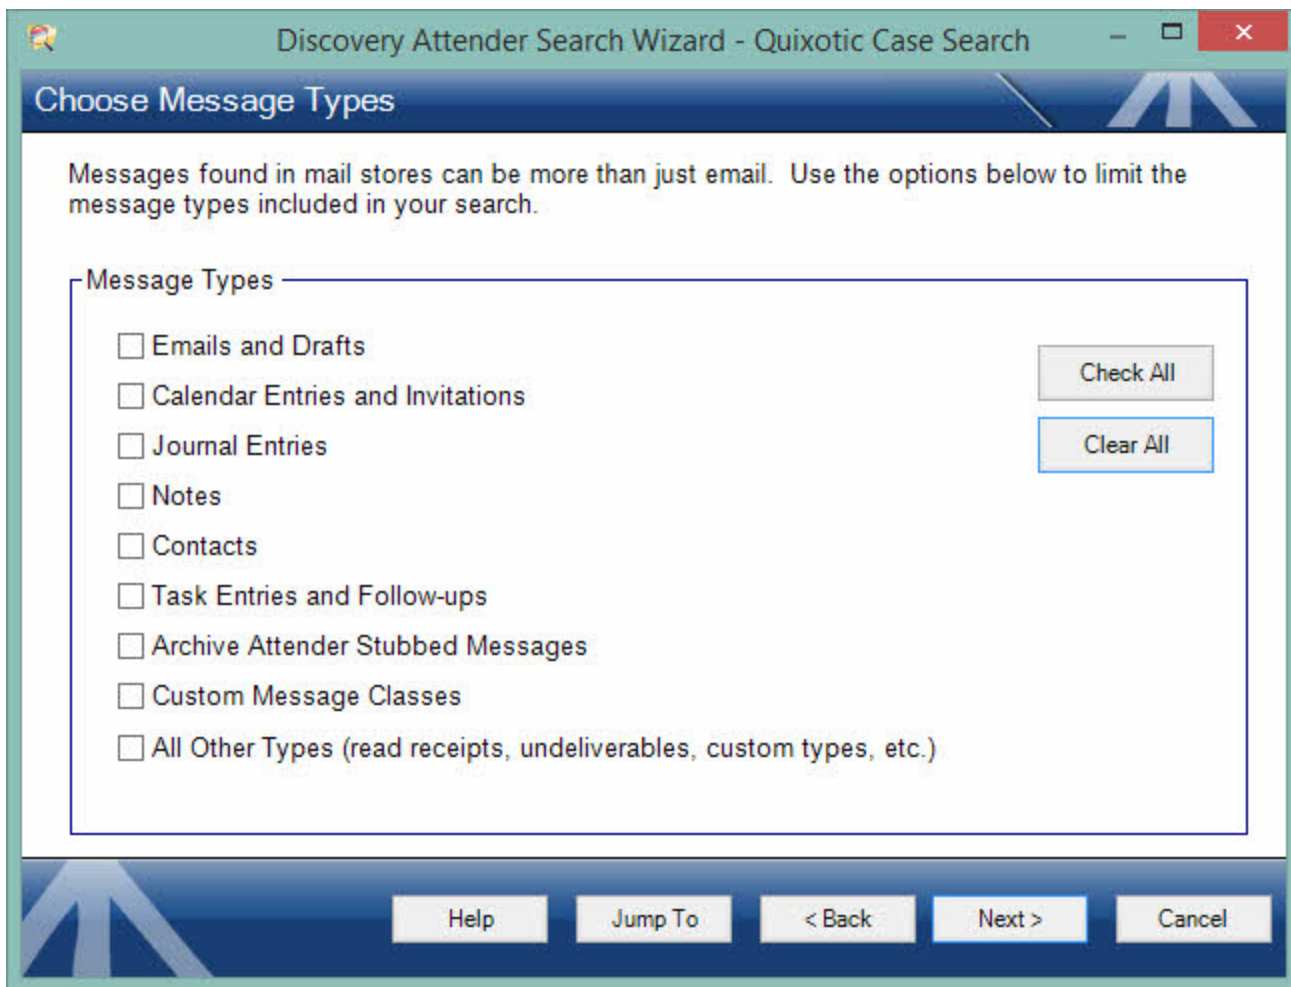 Discovery Attender Search Wizard - Quixotic Case Search
Choose Message Types
Messages found in mail stores can be more than just email.  Use the options below to limit the
message types included in your search.
Message Types
Emails and Drafts
Calendar Entries and Invitations
Journal Entries
Notes
Contacts
Task Entries and Follow-ups
Archive Attender Stubbed Messages
Custom Message Classes
All Other Types (read receipts, undeliverables, custom types, etc.)
Check All
Clear All
Help
Jump To
< Back
Next >
Cancel